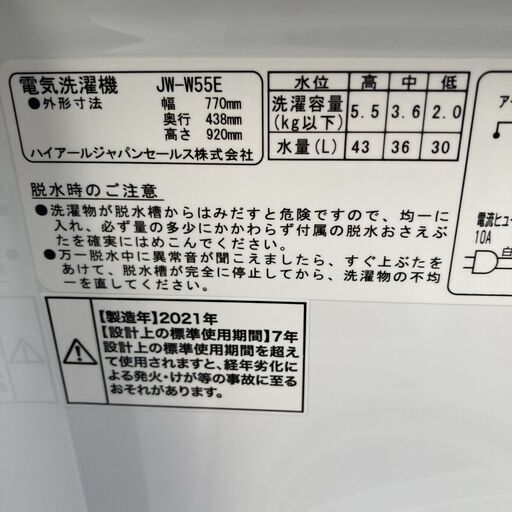 電気洗濯機 JW-W55E
●外形寸法 幅 770mm
奥行 438mm
高さ 920mm
ハイアールジャパンセールス株式会社
水位 高 中 低
洗濯容量(kg以下) 5.5 3.6 2.0
水量(L) 43 36 30
脱水時のご注意
●洗濯物が脱水槽からはみだすと危険ですので、均一に
入れ、必ず量の多少にかかわらず付属の脱水おさえぶ
たを確実にはめこんでください。
●万一脱水中に異常音が聞こえましたら、すぐ上ぶたを
あけて、脱水槽が完全に停止してから、洗濯物の不均
一を直してください。
電流ヒュー
10A
【製造年】2021年
【設計上の標準使用期間】7年
設計上の標準使用期間を超え
て使用されますと、経年劣化に
よる発火・けが等の事故に至る
おそれがあります。